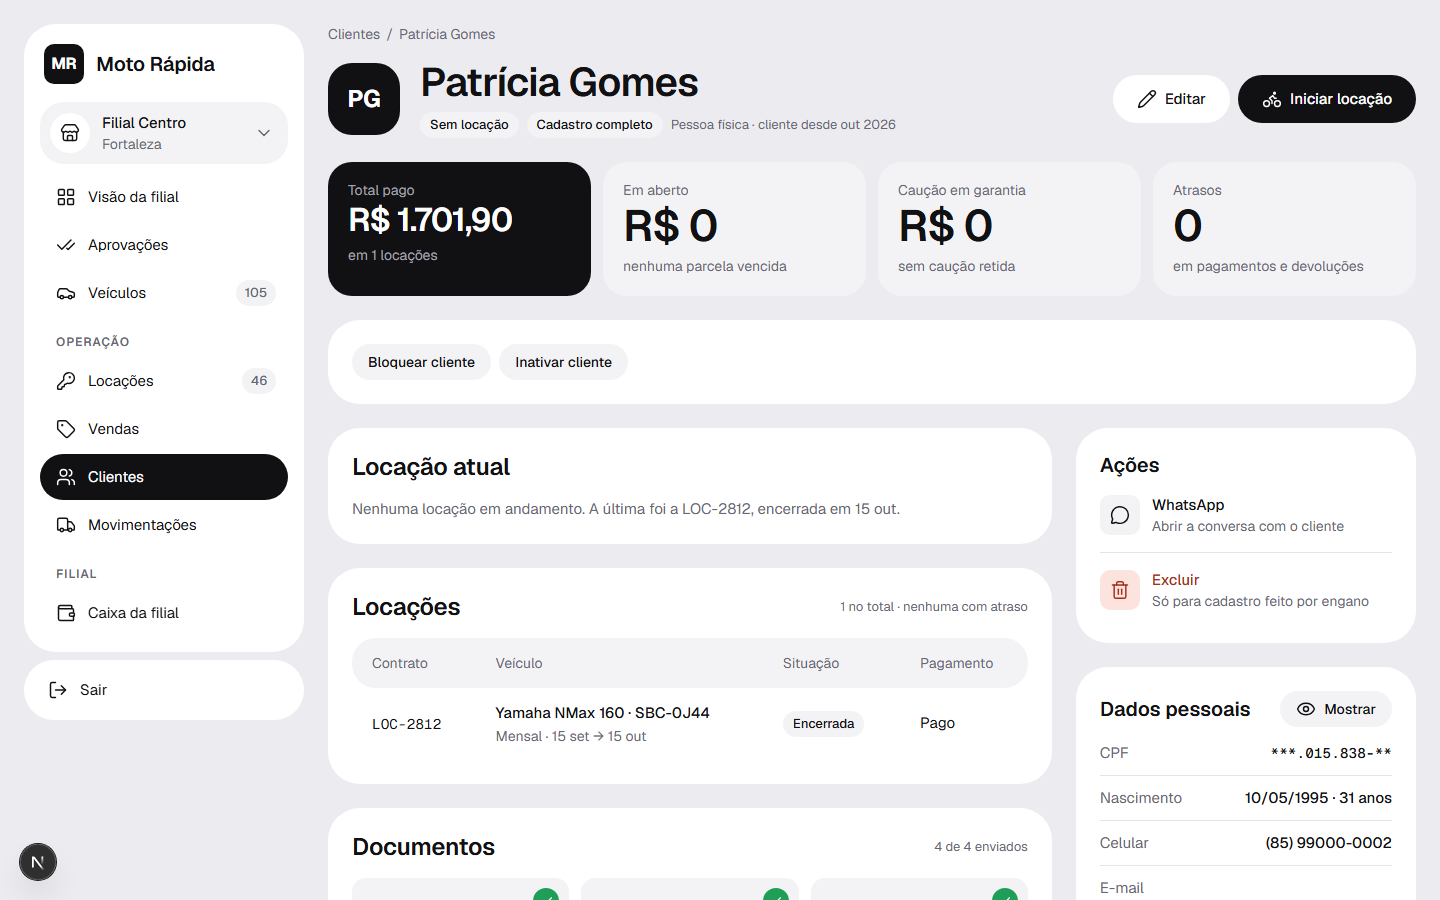 MR Moto Rápida
Filial Centro
Fortaleza
Visão da filial
Aprovações
Veículos 105
OPERAÇÃO
Locações 46
Vendas
Clientes
Movimentações
FILIAL
Caixa da filial
Sair
N
Clientes / Patrícia Gomes
PG
Patrícia Gomes
Sem locação Cadastro completo Pessoa física · cliente desde out 2026
Editar
Iniciar locação
Total pago
R$ 1.701,90
em 1 locações
Em aberto
R$ 0
nenhuma parcela vencida
Caução em garantia
R$ 0
sem caução retida
Atrasos
0
em pagamentos e devoluções
Bloquear cliente Inativar cliente
Locação atual
Nenhuma locação em andamento. A última foi a LOC-2812, encerrada em 15 out.
Locações 1 no total · nenhuma com atraso
Contrato Veículo Situação Pagamento
LOC-2812 Yamaha NMax 160 · SBC-0J44 Encerrada Pago
Mensal · 15 set → 15 out
Documentos 4 de 4 enviados
Ações
WhatsApp
Abrir a conversa com o cliente
Excluir
Só para cadastro feito por engano
Dados pessoais Mostrar
CPF ***.015.838-**
Nascimento 10/05/1995 · 31 anos
Celular (85) 99000-0002
E-mail